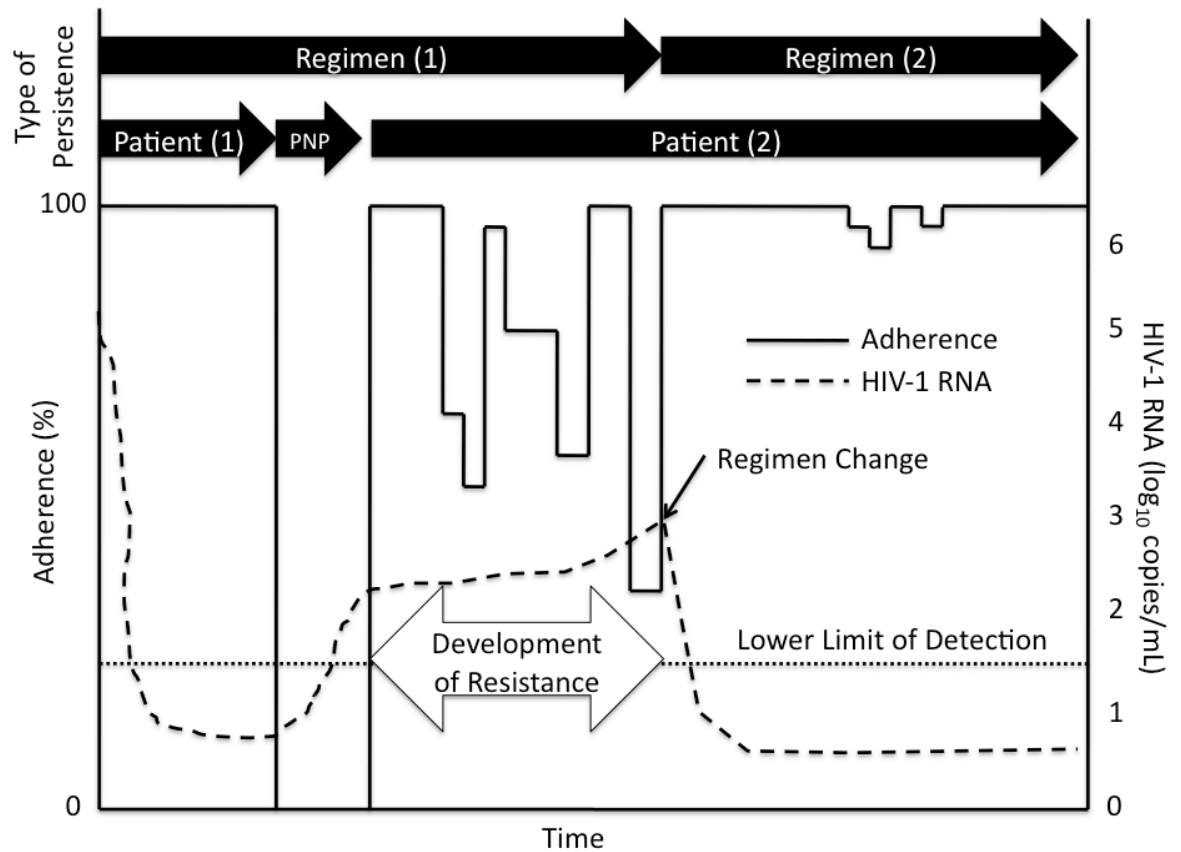 Type of
Persistence
Regimen (1)
Regimen (2)
Patient (1)
PNP
Patient (2)
100
0
Adherence (%)
6
5
4
3
2
1
0
HIV-1 RNA (log10 copies/mL)
Adherence
HIV-1 RNA
Regimen Change
Lower Limit of Detection
Development
of Resistance
Time